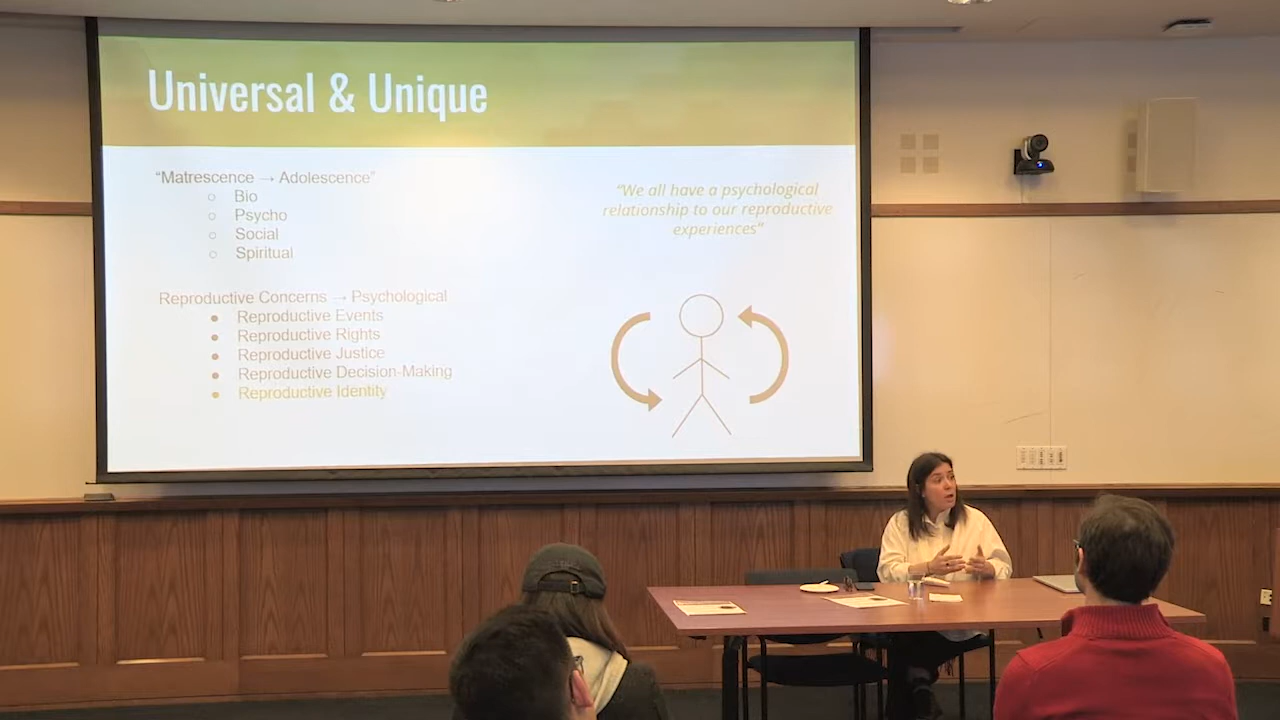 Universal & Unique
"Matrescence → Adolescence"
○ Bio
○ Psycho
○ Social
○ Spiritual
Reproductive Concerns → Psychological
● Reproductive Events
● Reproductive Rights
● Reproductive Justice
● Reproductive Decision-Making
● Reproductive Identity
"We all have a psychological
relationship to our reproductive
experiences"